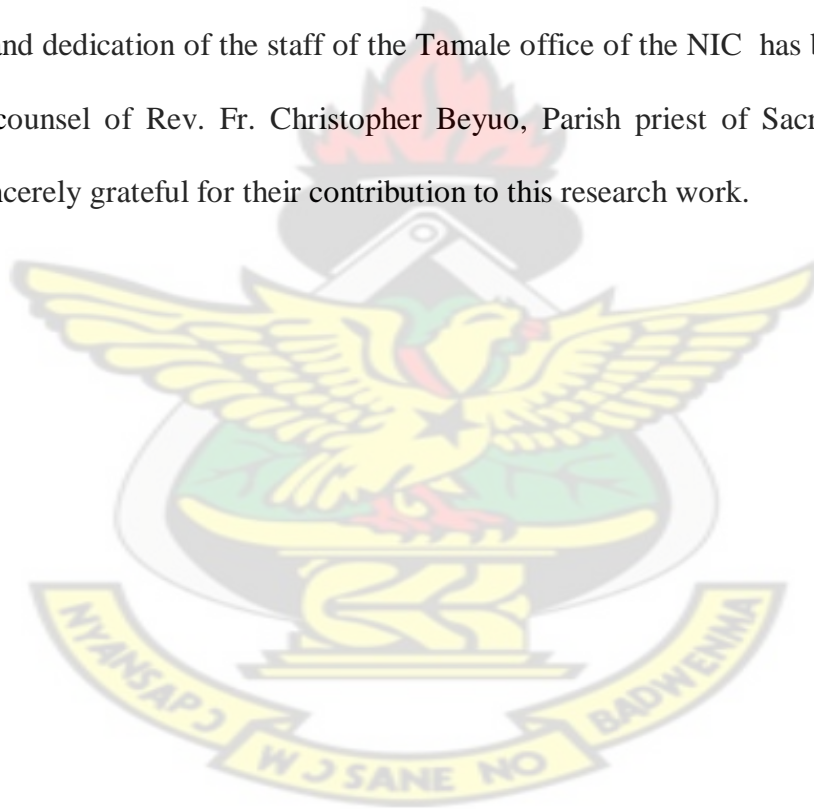 and dedication of the staff of the Tamale office of the NIC has
counsel of Rev. Fr. Christopher Beyuo, Parish priest of
ncerely grateful for their contribution to this research work.
NYANSAPƆ
WƆSANE NO
BADWENMA